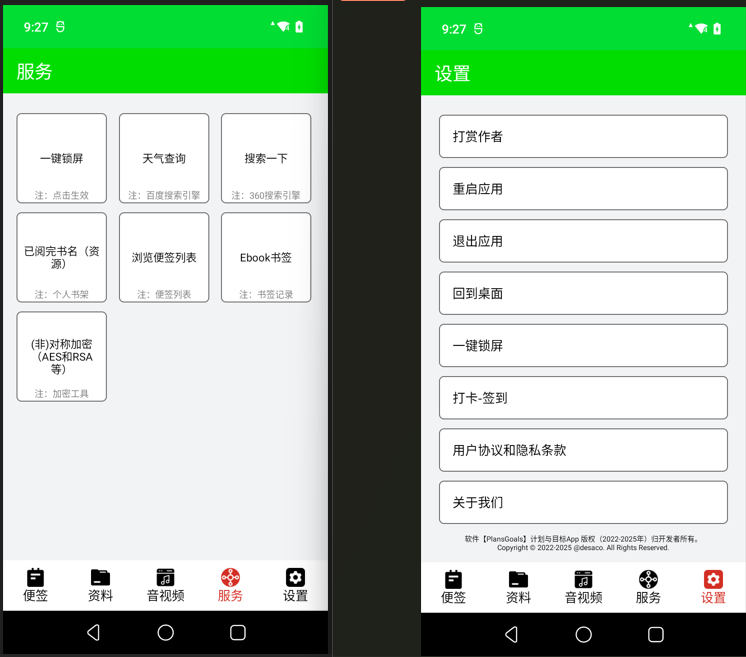 9:27
服务
一键锁屏
注：点击生效
天气查询
注：百度搜索引擎
搜索一下
注：360搜索引擎
已阅完书名（资
源）
注：个人书架
浏览便签列表
注：便签列表
Ebook书签
注：书签记录
(非)对称加密
（AES和RSA
等）
注：加密工具
便签
资料
音视频
服务
设置
9:27
设置
打赏作者
重启应用
退出应用
回到桌面
一键锁屏
打卡-签到
用户协议和隐私条款
关于我们
软件【PlansGoals】计划与目标App 版权（2022-2025年）归开发者所有。
Copyright © 2022-2025 @desaco. All Rights Reserved.
便签
资料
音视频
服务
设置